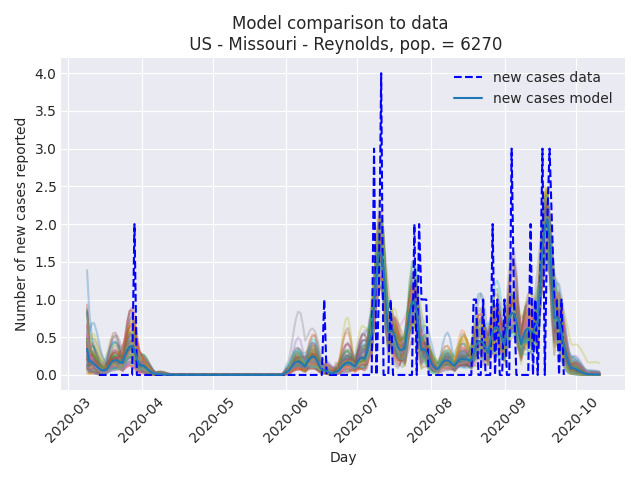 Model comparison to data
US - Missouri - Reynolds, pop. = 6270
new cases data
new cases model
Number of new cases reported
4.0
3.5
3.0
2.5
2.0
1.5
1.0
0.5
0.0
2020-03
2020-04
2020-05
2020-06
2020-07
2020-08
2020-09
2020-10
Day